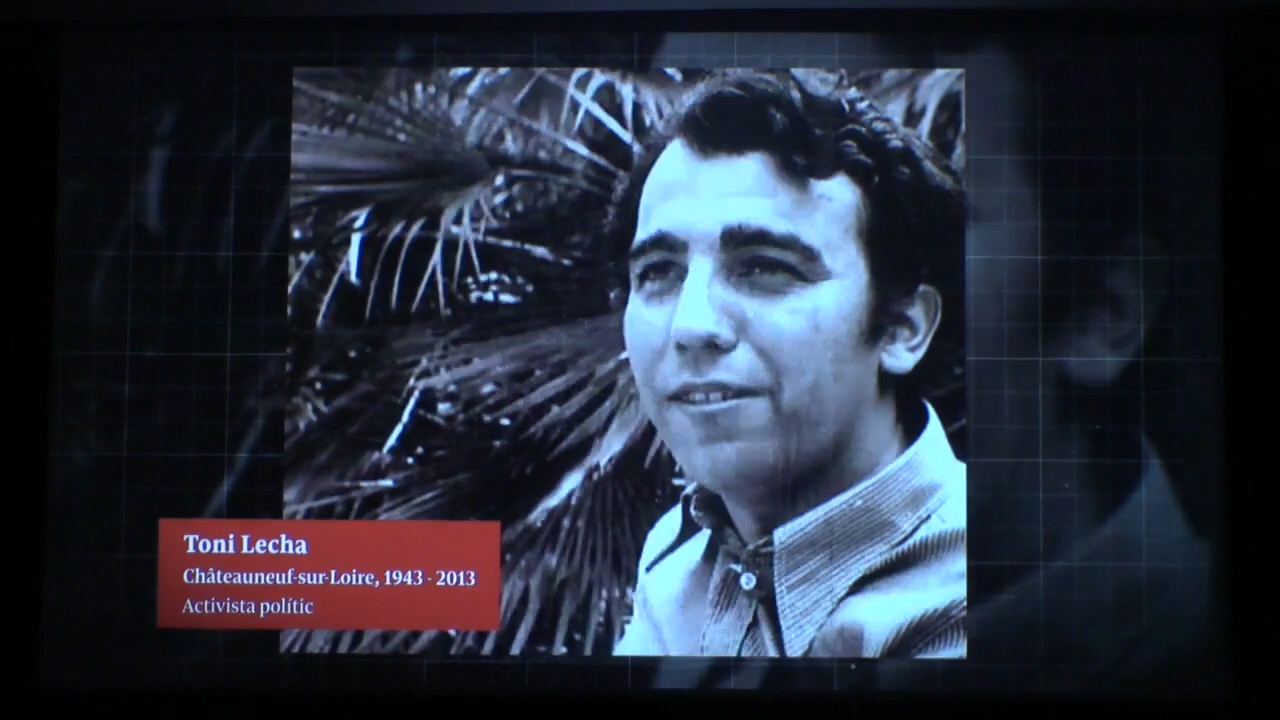 Toni Lecha
Châteauneuf-sur-Loire, 1943 - 2013
Activista polític